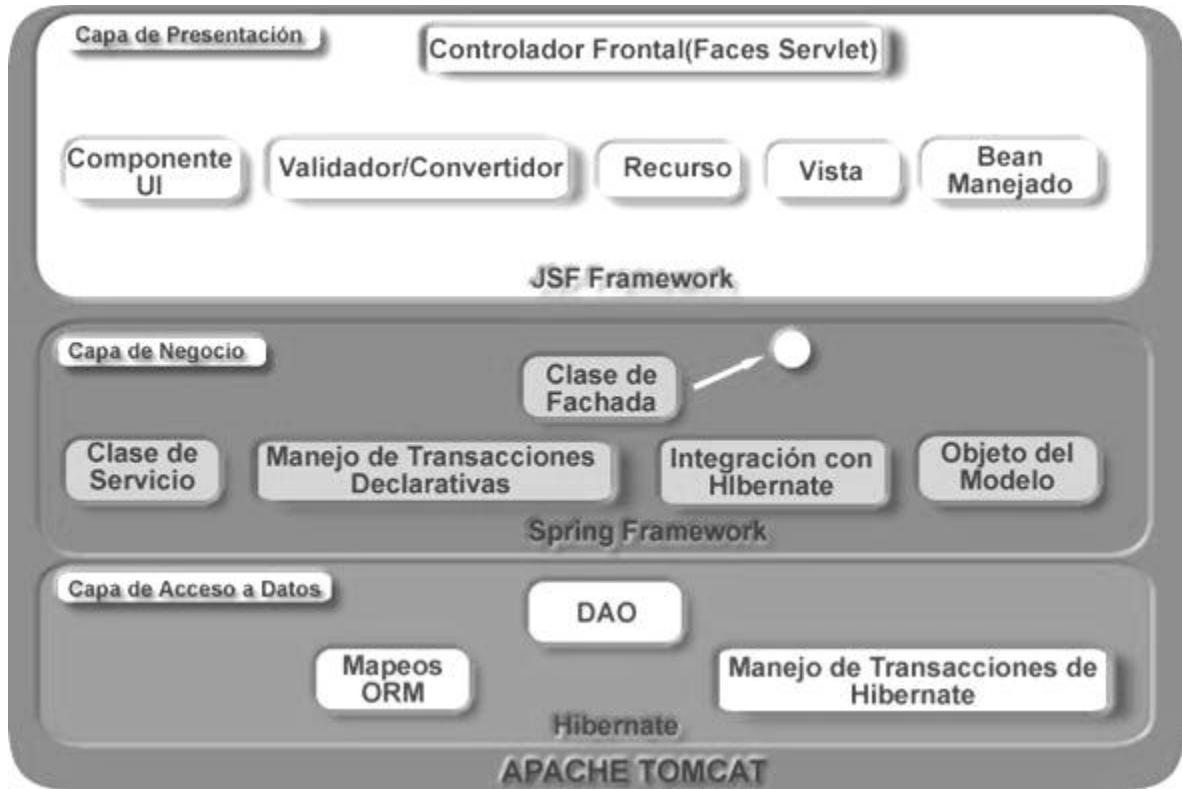 Capa de Presentación
Controlador Frontal(Faces Servlet)
Componente
UI
Validador/Convertidor
Recurso
Vista
Bean
Manejado
JSF Framework
Capa de Negocio
Clase de
Fachada
Clase de
Servicio
Manejo de Transacciones
Declarativas
Integración con
HIbernate
Objeto del
Modelo
Spring Framework
Capa de Acceso a Datos
DAO
Mapeos
ORM
Manejo de Transacciones de
Hibernate
Hibernate
APACHE TOMCAT